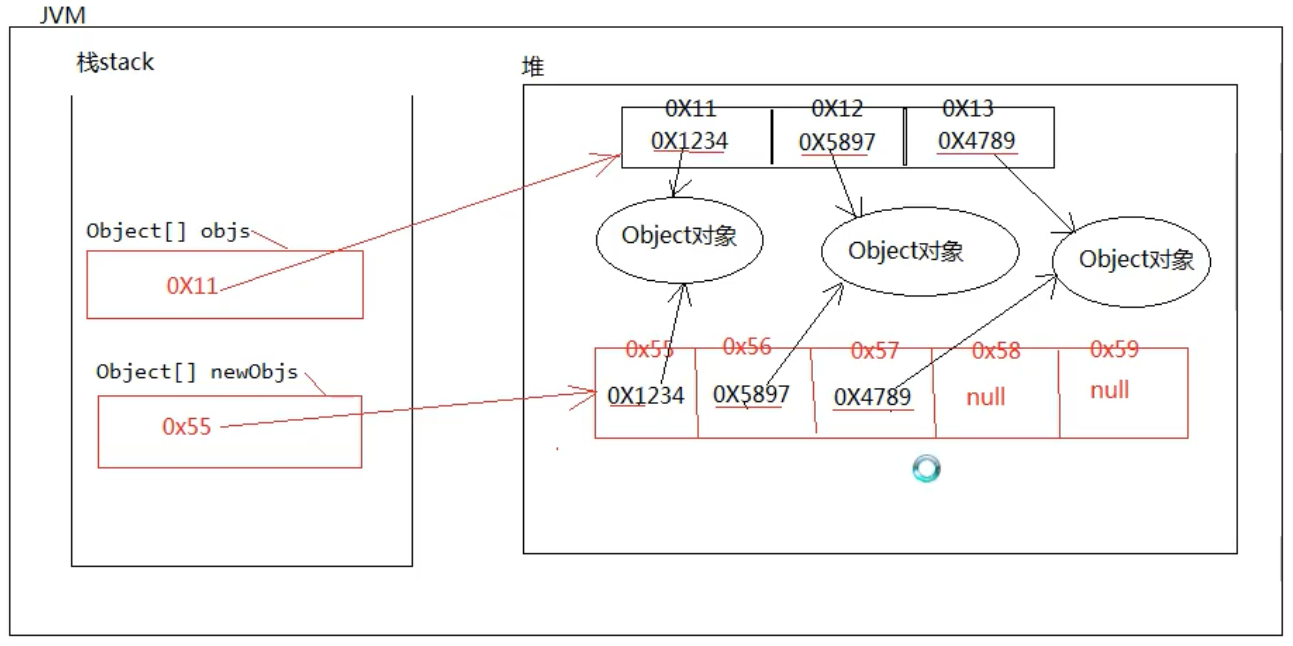 JVM
栈stack
堆
0X11 0X12 0X13
0X1234 0X5897 0X4789
Object[] objs
0X11
Object对象 Object对象 Object对象
Object[] newObjs
0x55
0x55 0x56 0x57 0x58 0x59
0X1234 0X5897 0X4789 null null